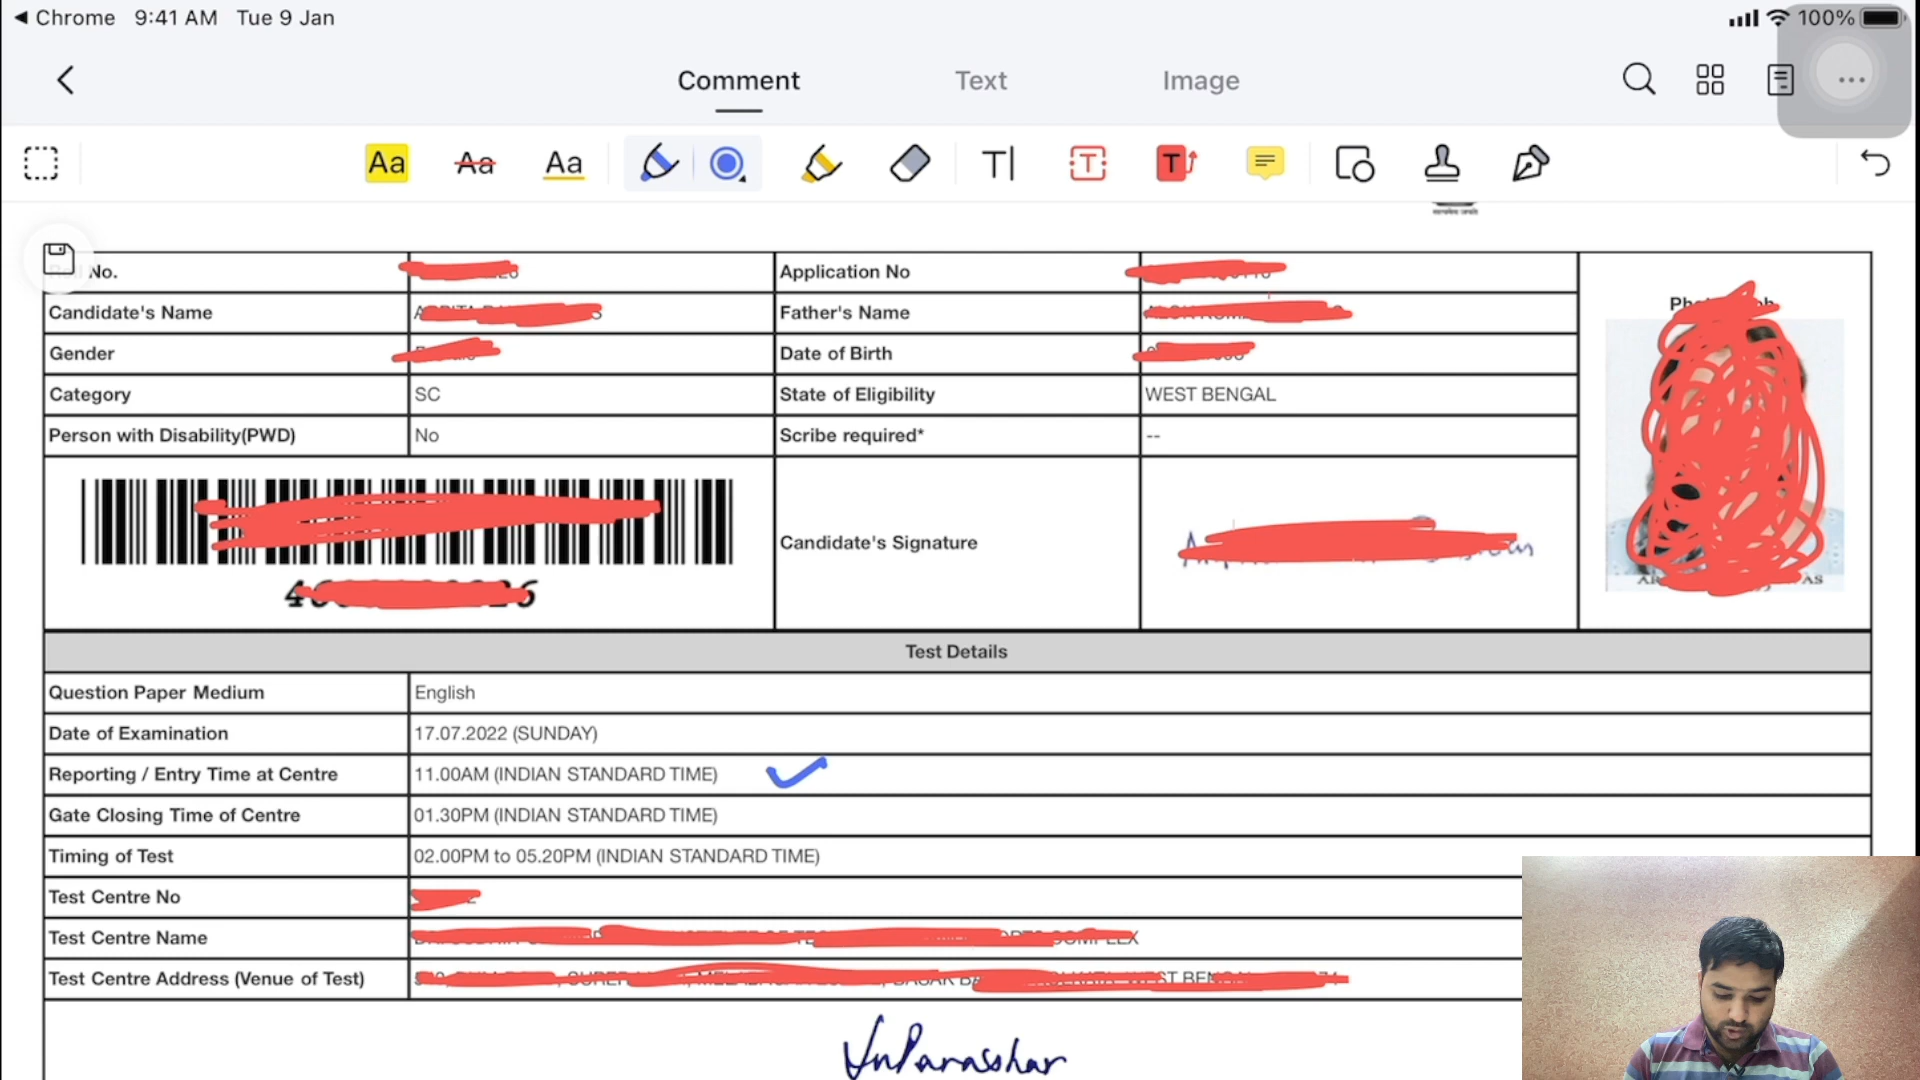 Chrome 9:41 AM Tue 9 Jan 100%
Comment Text Image
Aa Aa Aa T T T
No. Application No
Candidate's Name Father's Name
Gender Date of Birth
Category SC State of Eligibility WEST BENGAL
Person with Disability(PWD) No Scribe required* --
Candidate's Signature
Test Details
Question Paper Medium English
Date of Examination 17.07.2022 (SUNDAY)
Reporting / Entry Time at Centre 11.00AM (INDIAN STANDARD TIME)
Gate Closing Time of Centre 01.30PM (INDIAN STANDARD TIME)
Timing of Test 02.00PM to 05.20PM (INDIAN STANDARD TIME)
Test Centre No
Test Centre Name
Test Centre Address (Venue of Test)